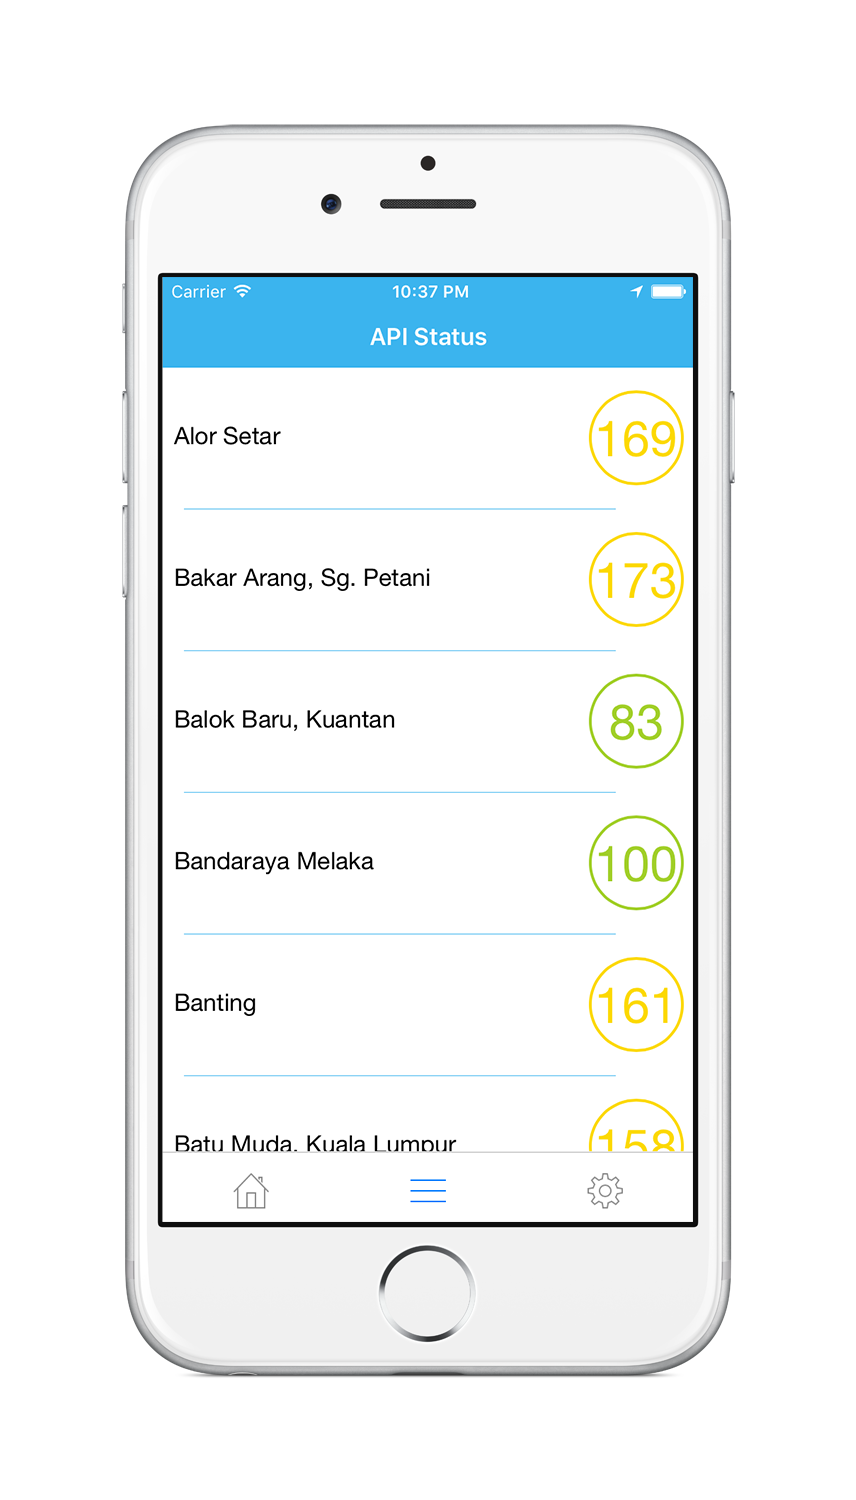 Carrier 10:37 PM
API Status
Alor Setar 169
Bakar Arang, Sg. Petani 173
Balok Baru, Kuantan 83
Bandaraya Melaka 100
Banting 161
Batu Muda, Kuala Lumpur 158